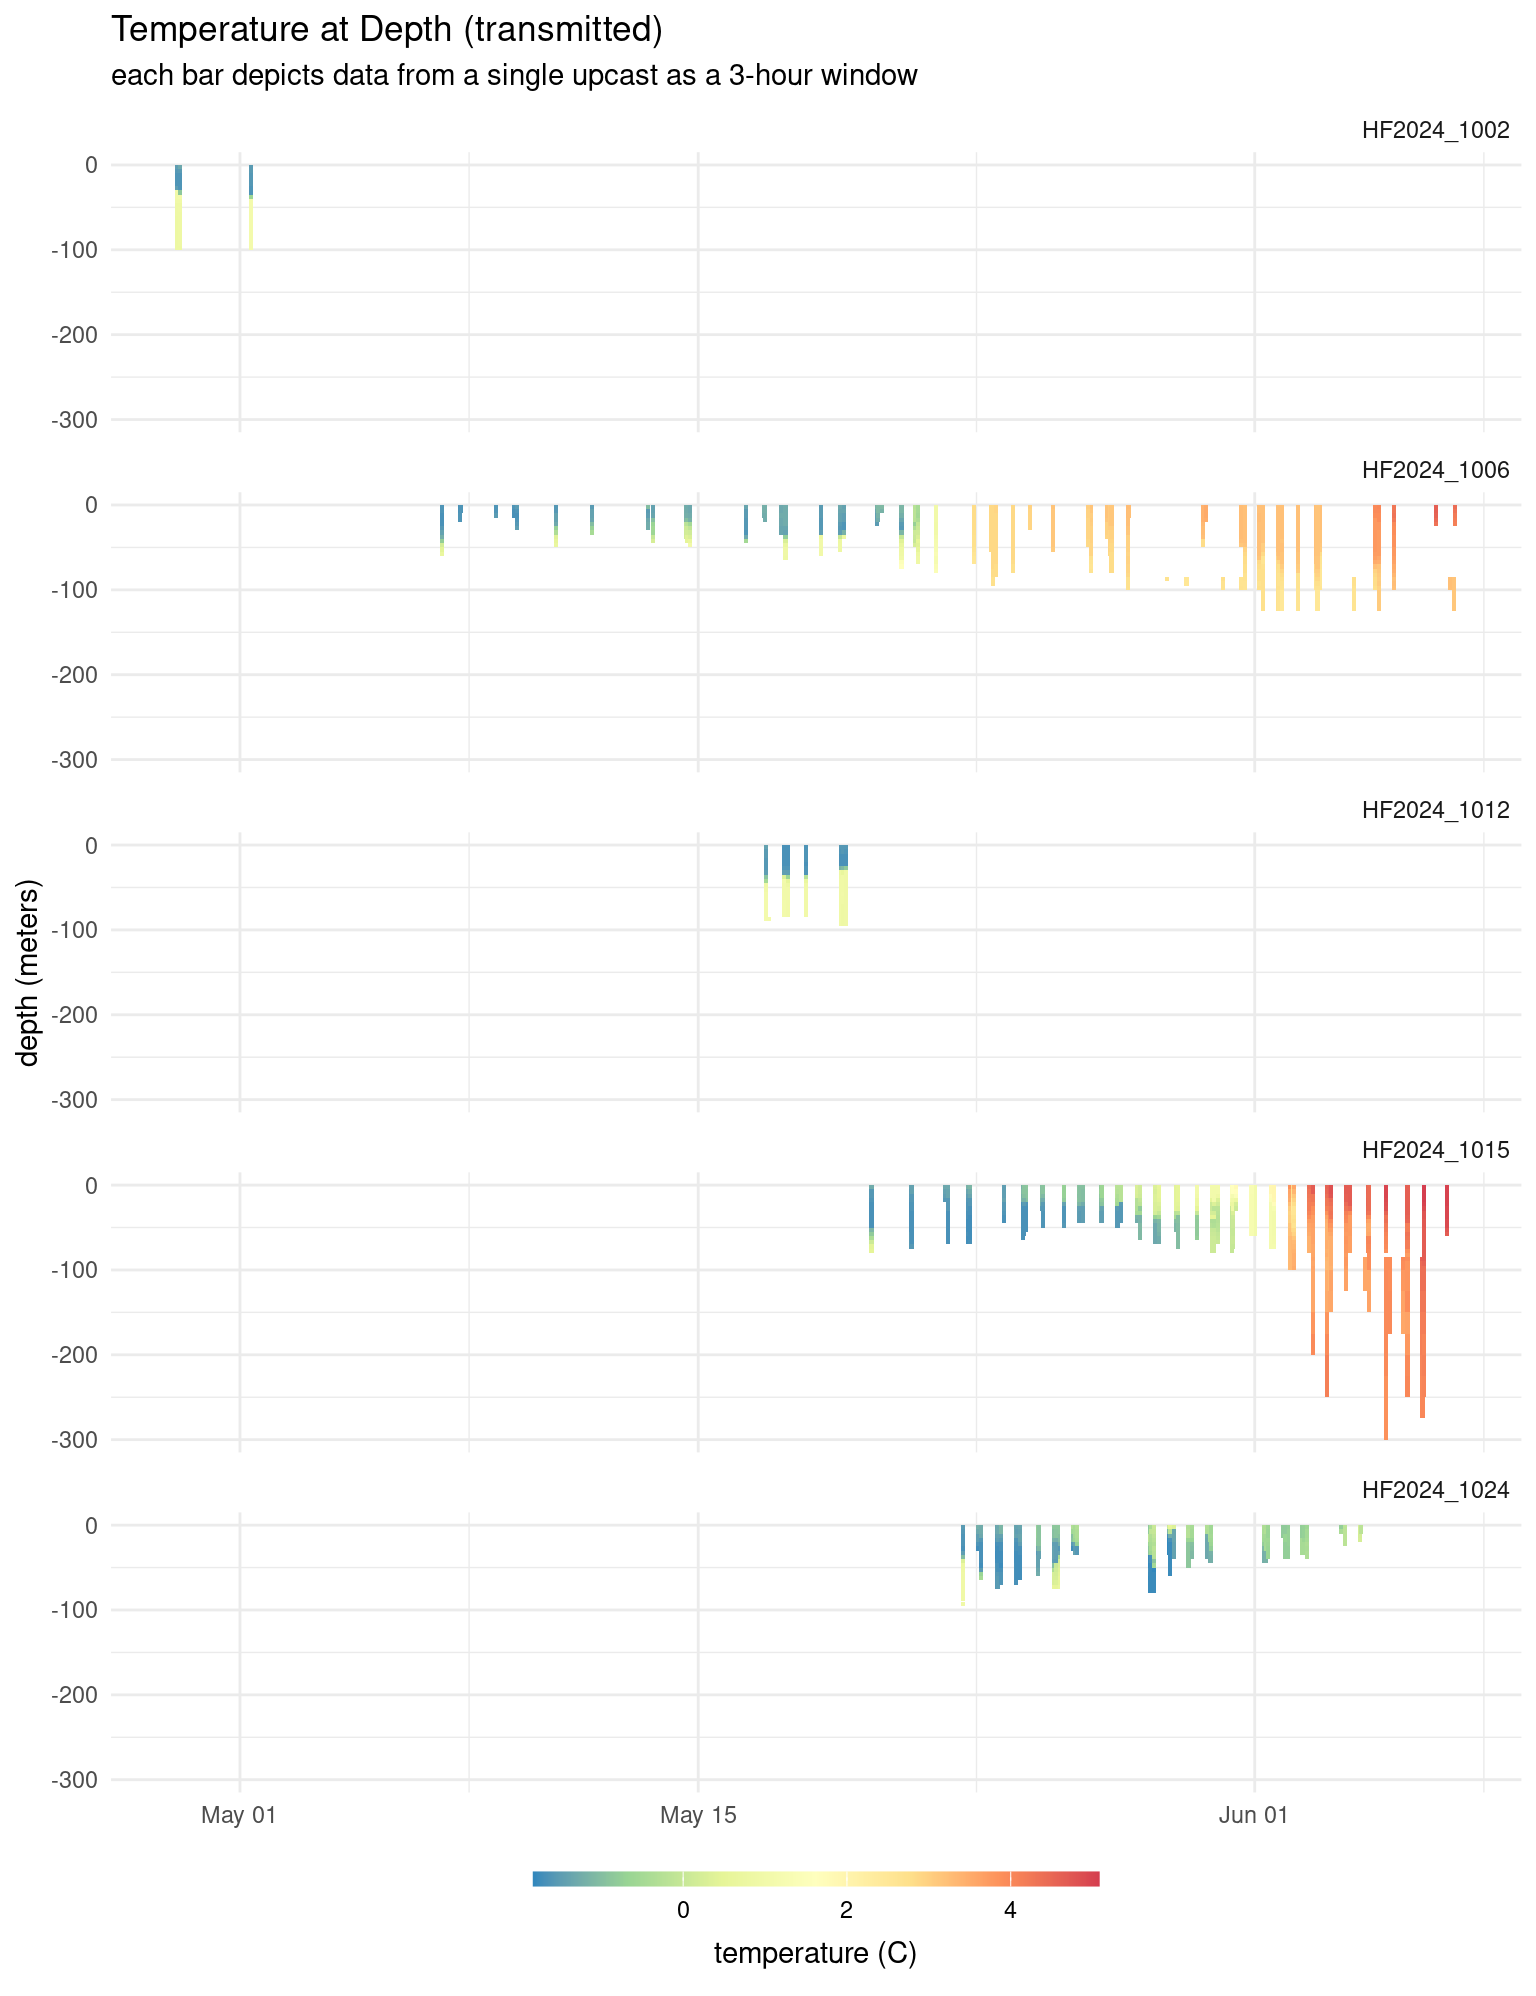 Temperature at Depth (transmitted)
each bar depicts data from a single upcast as a 3-hour window
HF2024_1002
0
-100
-200
-300
HF2024_1006
0
-100
-200
-300
HF2024_1012
0
-100
-200
-300
depth (meters)
HF2024_1015
0
-100
-200
-300
HF2024_1024
0
-100
-200
-300
May 01 May 15 Jun 01
0 2 4
temperature (C)